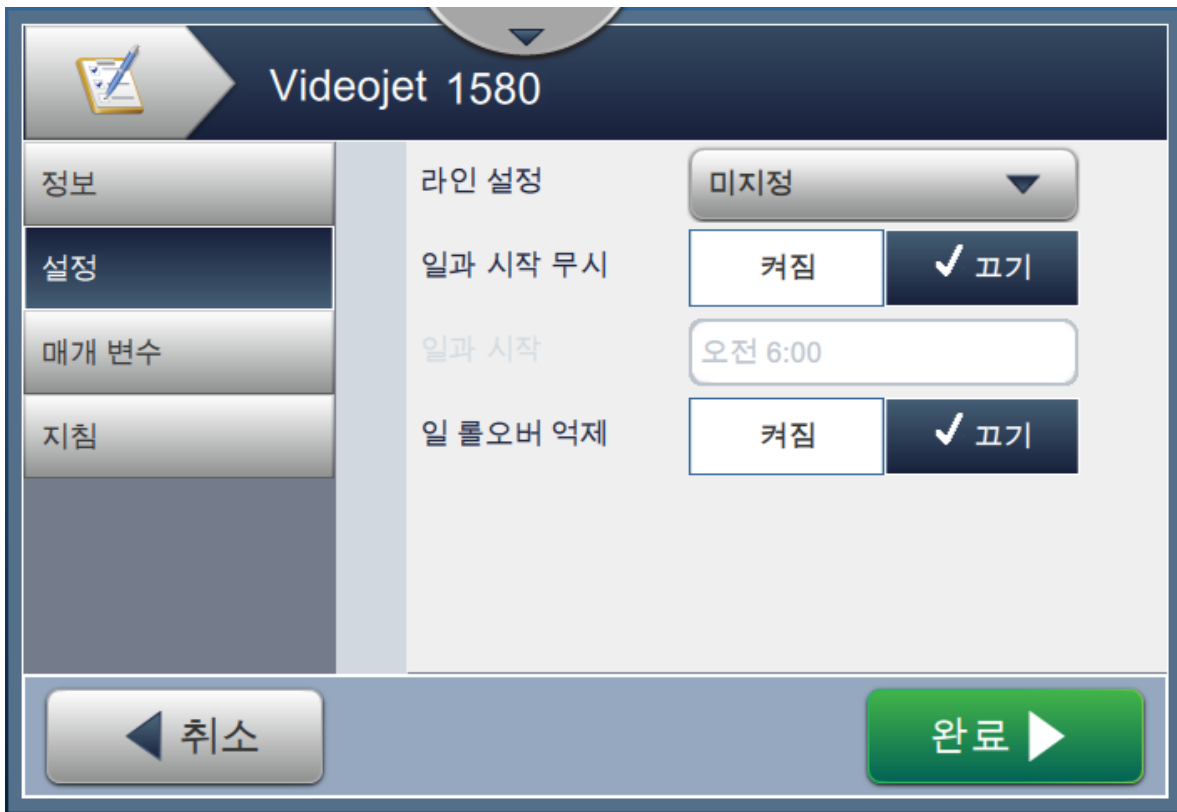 Videojet 1580
정보
설정
매개 변수
지침
라인 설정 미지정
일과 시작 무시 켜짐 끄기
일과 시작 오전 6:00
일 롤오버 억제 켜짐 끄기
취소 완료